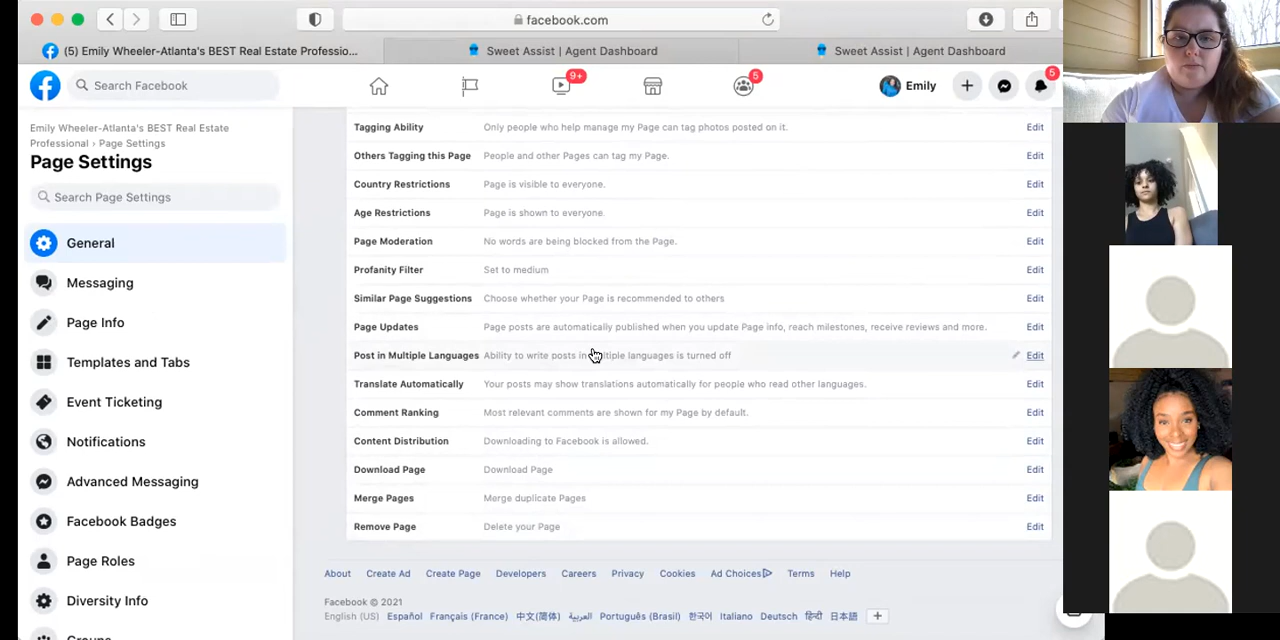 facebook.com
(5) Emily Wheeler-Atlanta's BEST Real Estate Professio...
Sweet Assist | Agent Dashboard
Sweet Assist | Agent Dashboard
Search Facebook
9+
5
Emily
5
Emily Wheeler-Atlanta's BEST Real Estate
Professional › Page Settings
Page Settings
Search Page Settings
General
Messaging
Page Info
Templates and Tabs
Event Ticketing
Notifications
Advanced Messaging
Facebook Badges
Page Roles
Diversity Info
Groups
Tagging Ability Only people who help manage my Page can tag photos posted on it. Edit
Others Tagging this Page People and other Pages can tag my Page. Edit
Country Restrictions Page is visible to everyone. Edit
Age Restrictions Page is shown to everyone. Edit
Page Moderation No words are being blocked from the Page. Edit
Profanity Filter Set to medium Edit
Similar Page Suggestions Choose whether your Page is recommended to others Edit
Page Updates Page posts are automatically published when you update Page info, reach milestones, receive reviews and more. Edit
Post in Multiple Languages Ability to write posts in multiple languages is turned off Edit
Translate Automatically Your posts may show translations automatically for people who read other languages. Edit
Comment Ranking Most relevant comments are shown for my Page by default. Edit
Content Distribution Downloading to Facebook is allowed. Edit
Download Page Download Page Edit
Merge Pages Merge duplicate Pages Edit
Remove Page Delete your Page Edit
About Create Ad Create Page Developers Careers Privacy Cookies Ad Choices Terms Help
Facebook © 2021
English (US) Español Français (France) 中文(简体) العربية Português (Brasil) 한국어 Italiano Deutsch हिन्दी 日本語 +